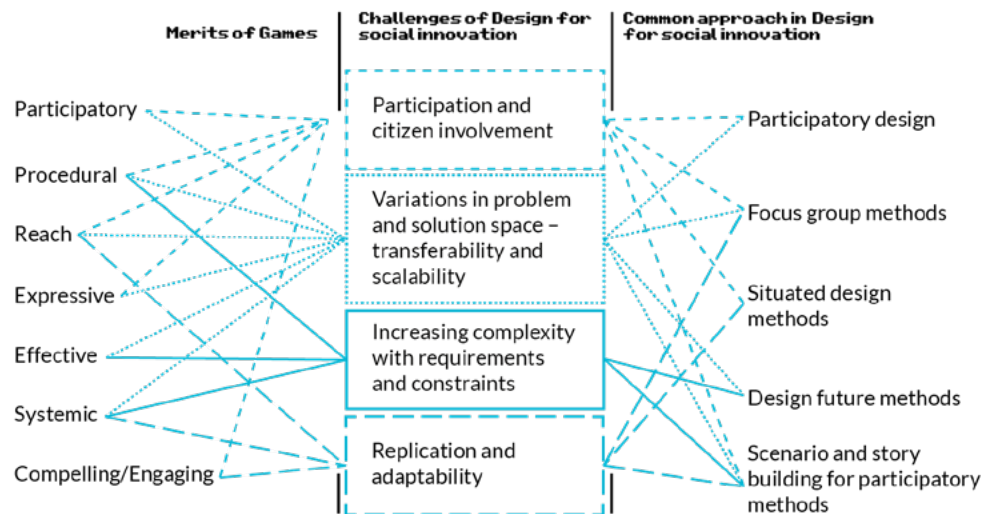 Merits of Games
Challenges of Design for
social innovation
Common approach in Design
for social innovation
Participatory
Procedural
Reach
Expressive
Effective
Systemic
Compelling/Engaging
Participation and
citizen involvement
Variations in problem
and solution space –
transferability and
scalability
Increasing complexity
with requirements
and constraints
Replication and
adaptability
Participatory design
Focus group methods
Situated design
methods
Design future methods
Scenario and story
building for participatory
methods